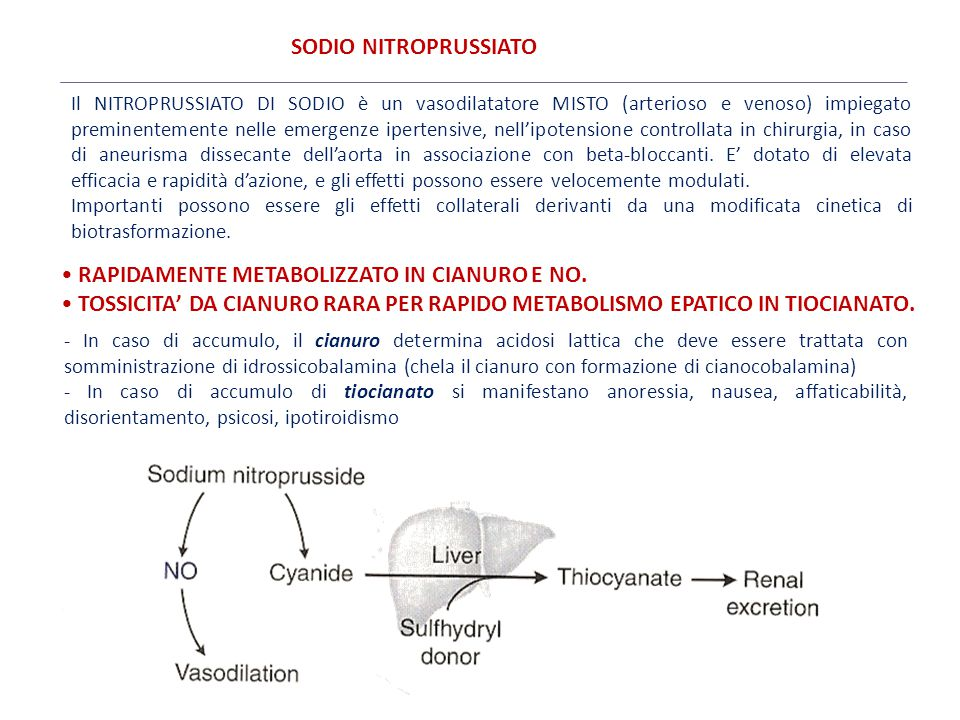 SODIO NITROPRUSSIATO
Il NITROPRUSSIATO DI SODIO è un vasodilatatore MISTO (arterioso e venoso) impiegato
preminentemente nelle emergenze ipertensive, nell’ipotensione controllata in chirurgia, in caso
di aneurisma dissecante dell’aorta in associazione con beta-bloccanti. E’ dotato di elevata
efficacia e rapidità d’azione, e gli effetti possono essere velocemente modulati.
Importanti possono essere gli effetti collaterali derivanti da una modificata cinetica di
biotrasformazione.
• RAPIDAMENTE METABOLIZZATO IN CIANURO E NO.
• TOSSICITA’ DA CIANURO RARA PER RAPIDO METABOLISMO EPATICO IN TIOCIANATO.
- In caso di accumulo, il cianuro determina acidosi lattica che deve essere trattata con
somministrazione di idrossicobalamina (chela il cianuro con formazione di cianocobalamina)
- In caso di accumulo di tiocianato si manifestano anoressia, nausea, affaticabilità,
disorientamento, psicosi, ipotiroidismo
Sodium nitroprusside
NO
Cyanide
Liver
Thiocyanate
Renal
excretion
Sulfhydryl
donor
Vasodilation